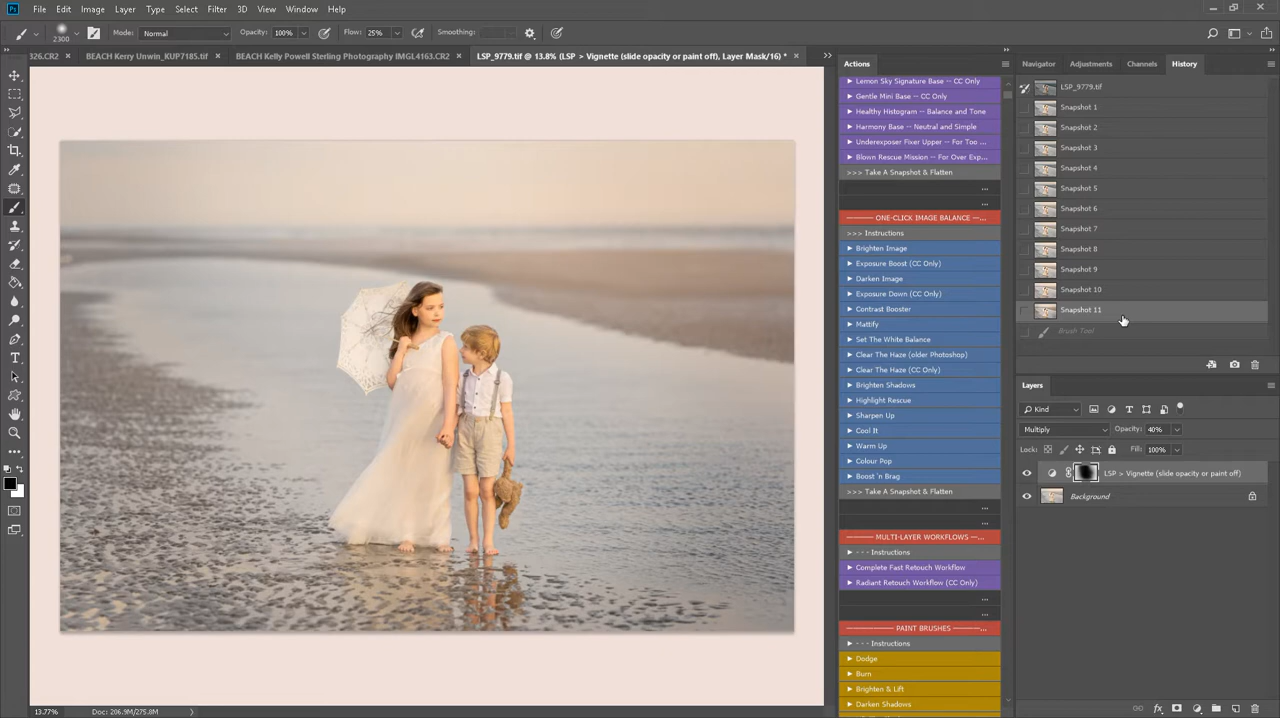 Ps File Edit Image Layer Type Select Filter 3D View Window Help
2300 Mode: Normal Opacity: 100% Flow: 25% Smoothing:
326.CR2 × BEACH Kerry Unwin_KUP7185.tif × BEACH Kelly Powell Sterling Photography IMGL4163.CR2 × LSP_9779.tif @ 13.8% (LSP > Vignette (slide opacity or paint off), Layer Mask/16) * ×
Actions
Lemon Sky Signature Base -- CC Only
Gentle Mini Base -- CC Only
Healthy Histogram -- Balance and Tone
Harmony Base -- Neutral and Simple
Underexposer Fixer Upper -- For Too ...
Blown Rescue Mission -- For Over Exp...
>>> Take A Snapshot & Flatten
...
...
ONE-CLICK IMAGE BALANCE —...
>>> Instructions
Brighten Image
Exposure Boost (CC Only)
Darken Image
Exposure Down (CC Only)
Contrast Booster
Mattify
Set The White Balance
Clear The Haze (older Photoshop)
Clear The Haze (CC Only)
Brighten Shadows
Highlight Rescue
Sharpen Up
Cool It
Warm Up
Colour Pop
Boost 'n Brag
>>> Take A Snapshot & Flatten
...
...
MULTI-LAYER WORKFLOWS —...
- - - Instructions
Complete Fast Retouch Workflow
Radiant Retouch Workflow (CC Only)
...
...
PAINT BRUSHES —...
- - - Instructions
Dodge
Burn
Brighten & Lift
Darken Shadows
Navigator Adjustments Channels History
LSP_9779.tif
Snapshot 1
Snapshot 2
Snapshot 3
Snapshot 4
Snapshot 5
Snapshot 6
Snapshot 7
Snapshot 8
Snapshot 9
Snapshot 10
Snapshot 11
Brush Tool
Layers
Kind
Multiply Opacity: 40%
Lock: Fill: 100%
LSP > Vignette (slide opacity or paint off)
Background
13.77% Doc: 206.9M/275.8M